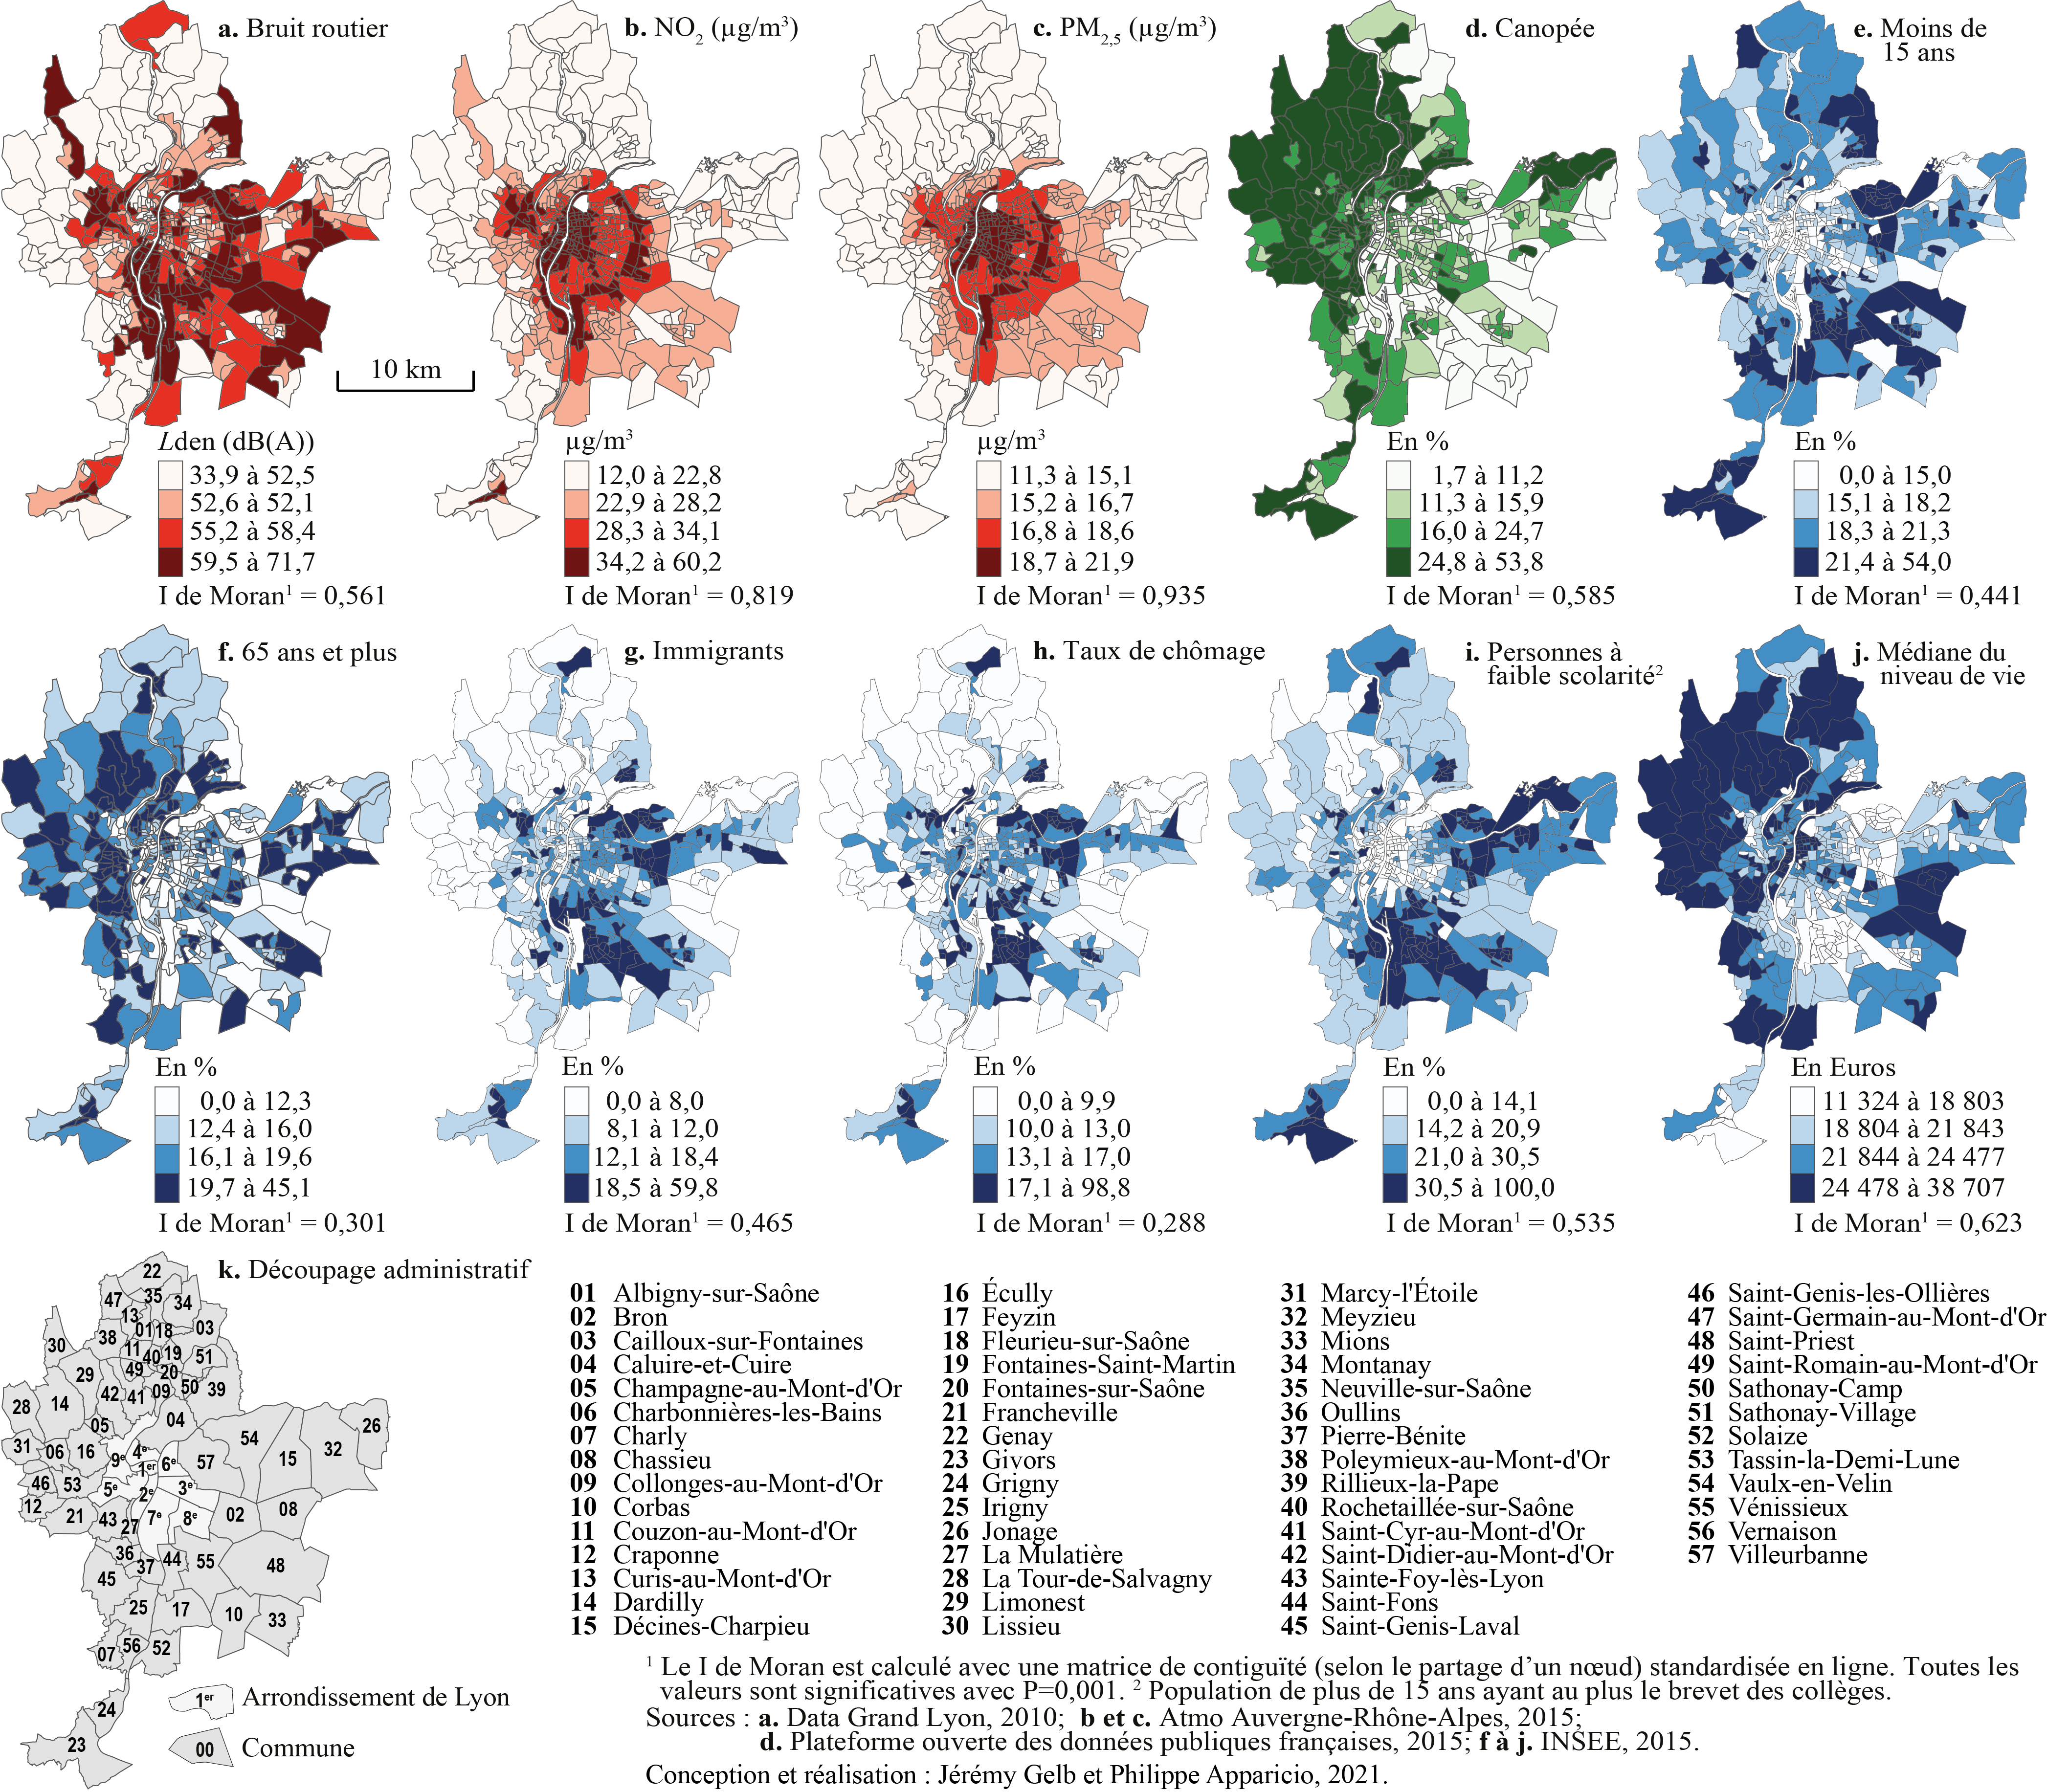 a. Bruit routier
b. NO2 (µg/m³)
c. PM2,5 (µg/m³)
d. Canopée
e. Moins de
15 ans
10 km
Lden (dB(A))
33,9 à 52,5
52,6 à 52,1
55,2 à 58,4
59,5 à 71,7
I de Moran¹ = 0,561
µg/m³
12,0 à 22,8
22,9 à 28,2
28,3 à 34,1
34,2 à 60,2
I de Moran¹ = 0,819
µg/m³
11,3 à 15,1
15,2 à 16,7
16,8 à 18,6
18,7 à 21,9
I de Moran¹ = 0,935
En %
1,7 à 11,2
11,3 à 15,9
16,0 à 24,7
24,8 à 53,8
I de Moran¹ = 0,585
En %
0,0 à 15,0
15,1 à 18,2
18,3 à 21,3
21,4 à 54,0
I de Moran¹ = 0,441
f. 65 ans et plus
g. Immigrants
h. Taux de chômage
i. Personnes à
faible scolarité²
j. Médiane du
niveau de vie
En %
0,0 à 12,3
12,4 à 16,0
16,1 à 19,6
19,7 à 45,1
I de Moran¹ = 0,301
En %
0,0 à 8,0
8,1 à 12,0
12,1 à 18,4
18,5 à 59,8
I de Moran¹ = 0,465
En %
0,0 à 9,9
10,0 à 13,0
13,1 à 17,0
17,1 à 98,8
I de Moran¹ = 0,288
En %
0,0 à 14,1
14,2 à 20,9
21,0 à 30,5
30,5 à 100,0
I de Moran¹ = 0,535
En Euros
11 324 à 18 803
18 804 à 21 843
21 844 à 24 477
24 478 à 38 707
I de Moran¹ = 0,623
k. Découpage administratif
22
47 35 34
13
01 18 03
30 38
11 40 19 51
29 49 20
42 41 09 50 39
28 14
05 04 26
31 06 16 9e 4e 6e 57 54 15 32
1er
46 53 5e 2e 3e
12 21 43 27 7e 8e 02 08
36 37 44 55 48
45
25 17 10 33
07 56 52
24
23
1er Arrondissement de Lyon
00 Commune
01 Albigny-sur-Saône
02 Bron
03 Cailloux-sur-Fontaines
04 Caluire-et-Cuire
05 Champagne-au-Mont-d'Or
06 Charbonnières-les-Bains
07 Charly
08 Chassieu
09 Collonges-au-Mont-d'Or
10 Corbas
11 Couzon-au-Mont-d'Or
12 Craponne
13 Curis-au-Mont-d'Or
14 Dardilly
15 Décines-Charpieu
16 Écully
17 Feyzin
18 Fleurieu-sur-Saône
19 Fontaines-Saint-Martin
20 Fontaines-sur-Saône
21 Francheville
22 Genay
23 Givors
24 Grigny
25 Irigny
26 Jonage
27 La Mulatière
28 La Tour-de-Salvagny
29 Limonest
30 Lissieu
31 Marcy-l'Étoile
32 Meyzieu
33 Mions
34 Montanay
35 Neuville-sur-Saône
36 Oullins
37 Pierre-Bénite
38 Poleymieux-au-Mont-d'Or
39 Rillieux-la-Pape
40 Rochetaillée-sur-Saône
41 Saint-Cyr-au-Mont-d'Or
42 Saint-Didier-au-Mont-d'Or
43 Sainte-Foy-lès-Lyon
44 Saint-Fons
45 Saint-Genis-Laval
46 Saint-Genis-les-Ollières
47 Saint-Germain-au-Mont-d'Or
48 Saint-Priest
49 Saint-Romain-au-Mont-d'Or
50 Sathonay-Camp
51 Sathonay-Village
52 Solaize
53 Tassin-la-Demi-Lune
54 Vaulx-en-Velin
55 Vénissieux
56 Vernaison
57 Villeurbanne
¹ Le I de Moran est calculé avec une matrice de contiguïté (selon le partage d’un nœud) standardisée en ligne. Toutes les
valeurs sont significatives avec P=0,001. ² Population de plus de 15 ans ayant au plus le brevet des collèges.
Sources : a. Data Grand Lyon, 2010; b et c. Atmo Auvergne-Rhône-Alpes, 2015;
d. Plateforme ouverte des données publiques françaises, 2015; f à j. INSEE, 2015.
Conception et réalisation : Jérémy Gelb et Philippe Apparicio, 2021.